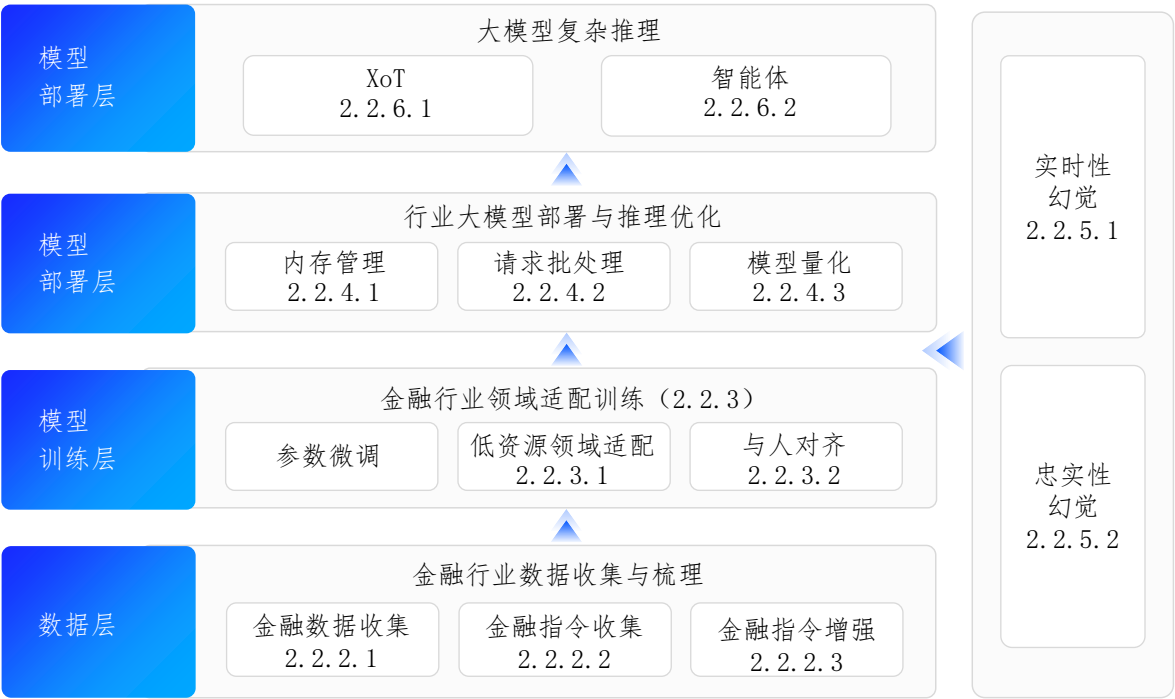 模型
部署层
大模型复杂推理
XoT
2.2.6.1
智能体
2.2.6.2
模型
部署层
行业大模型部署与推理优化
内存管理
2.2.4.1
请求批处理
2.2.4.2
模型量化
2.2.4.3
模型
训练层
金融行业领域适配训练（2.2.3）
参数微调
低资源领域适配
2.2.3.1
与人对齐
2.2.3.2
数据层
金融行业数据收集与梳理
金融数据收集
2.2.2.1
金融指令收集
2.2.2.2
金融指令增强
2.2.2.3
实时性
幻觉
2.2.5.1
忠实性
幻觉
2.2.5.2